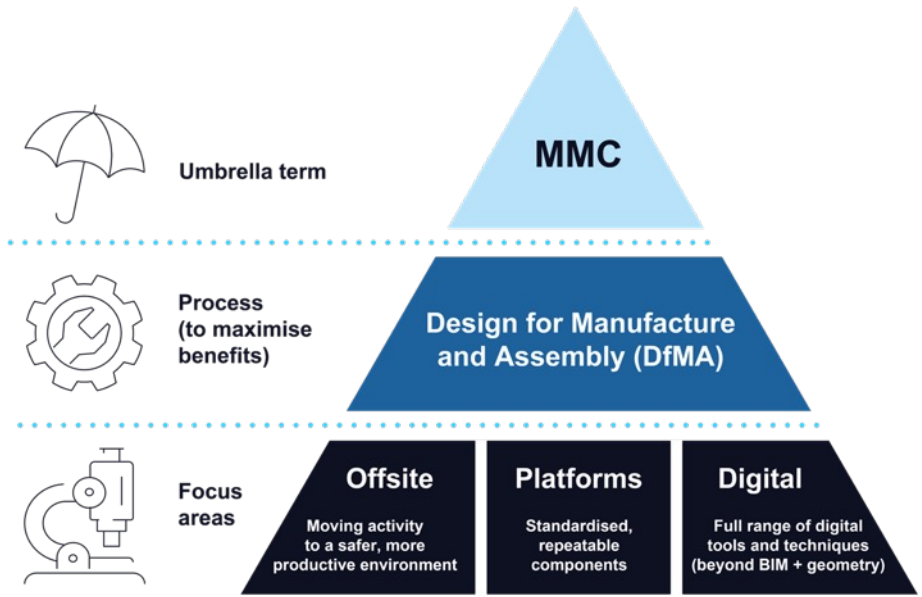 MMC
Umbrella term
Process
(to maximise
benefits)
Design for Manufacture
and Assembly (DfMA)
Focus
areas
Offsite
Moving activity
to a safer, more
productive environment
Platforms
Standardised,
repeatable
components
Digital
Full range of digital
tools and techniques
(beyond BIM + geometry)